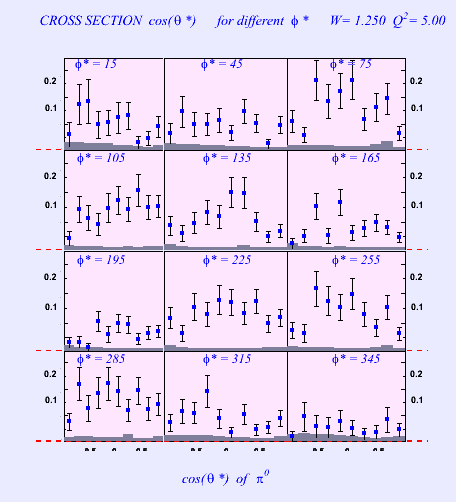 CROSS SECTION cos(θ *) for different ϕ * W= 1.250 Q²= 5.00
ϕ* = 15 ϕ* = 45 ϕ* = 75
0.2 0.2
0.1 0.1
ϕ* = 105 ϕ* = 135 ϕ* = 165
0.2 0.2
0.1 0.1
ϕ* = 195 ϕ* = 225 ϕ* = 255
0.2 0.2
0.1 0.1
ϕ* = 285 ϕ* = 315 ϕ* = 345
0.2 0.2
0.1 0.1
cos(θ *) of π⁰